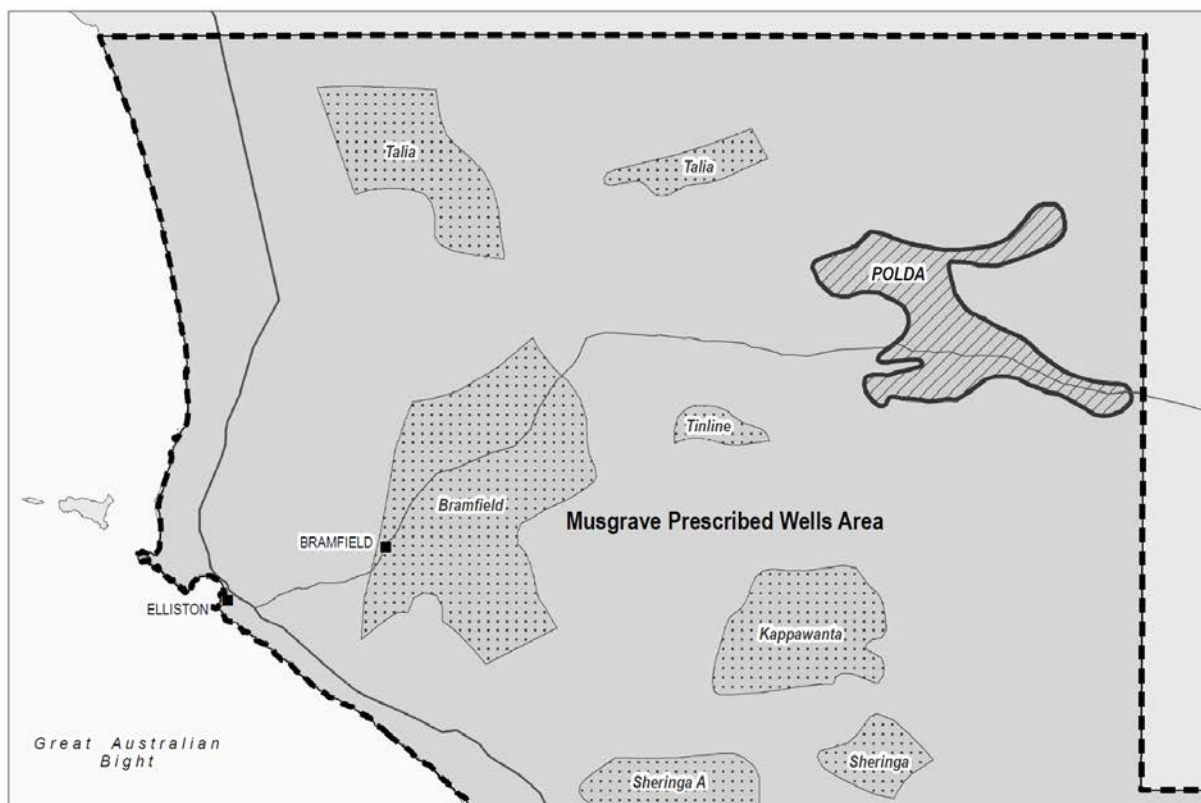 Talia
Talia
POLDA
Tinline
Bramfield
Musgrave Prescribed Wells Area
BRAMFIELD
ELLISTON
Kappawanta
Great Australian
Bight
Sheringa
Sheringa A